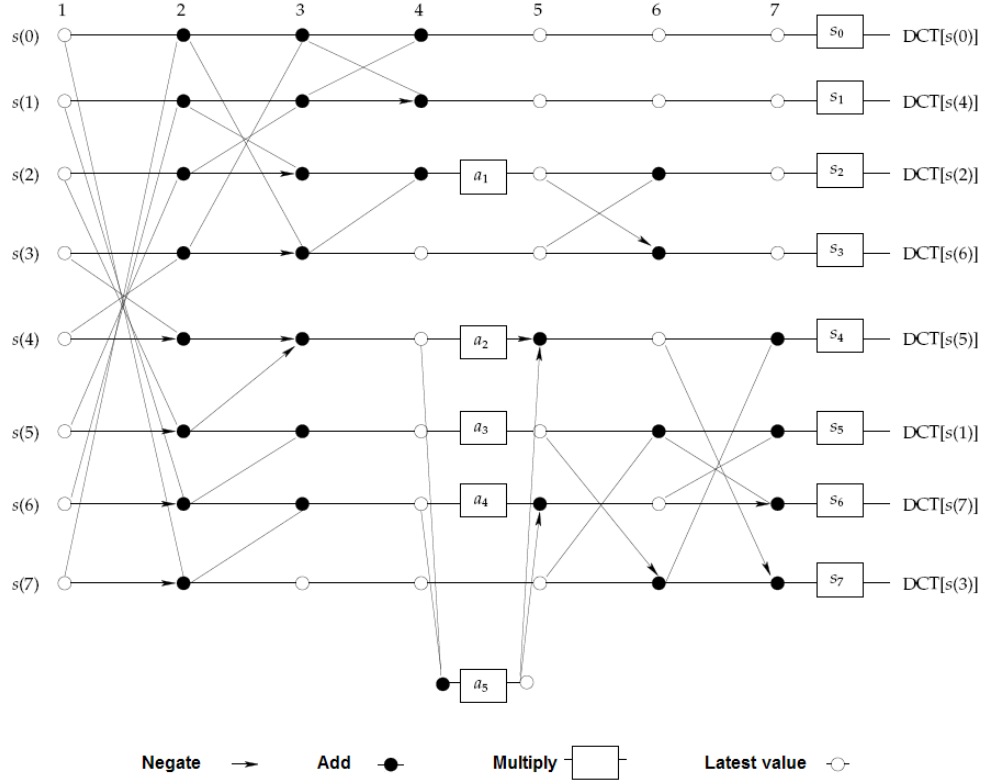 1 2 3 4 5 6 7
s(0) s₀ DCT[s(0)]
s(1) s₁ DCT[s(4)]
s(2) a₁ s₂ DCT[s(2)]
s(3) s₃ DCT[s(6)]
s(4) a₂ s₄ DCT[s(5)]
s(5) a₃ s₅ DCT[s(1)]
s(6) a₄ s₆ DCT[s(7)]
s(7) s₇ DCT[s(3)]
a₅
Negate Add Multiply Latest value